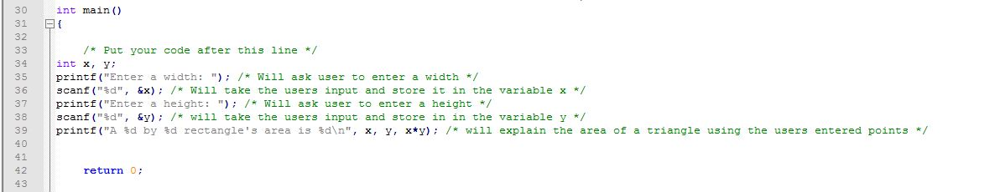 30 int main()
31 {
32
33 /* Put your code after this line */
34 int x, y;
35 printf("Enter a width: "); /* Will ask user to enter a width */
36 scanf("%d", &x); /* Will take the users input and store it in the variable x */
37 printf("Enter a height: "); /* Will ask user to enter a height */
38 scanf("%d", &y); /* will take the users input and store in in the variable y */
39 printf("A %d by %d rectangle's area is %d\n", x, y, x*y); /* will explain the area of a triangle using the users entered points */
40
41
42 return 0;
43